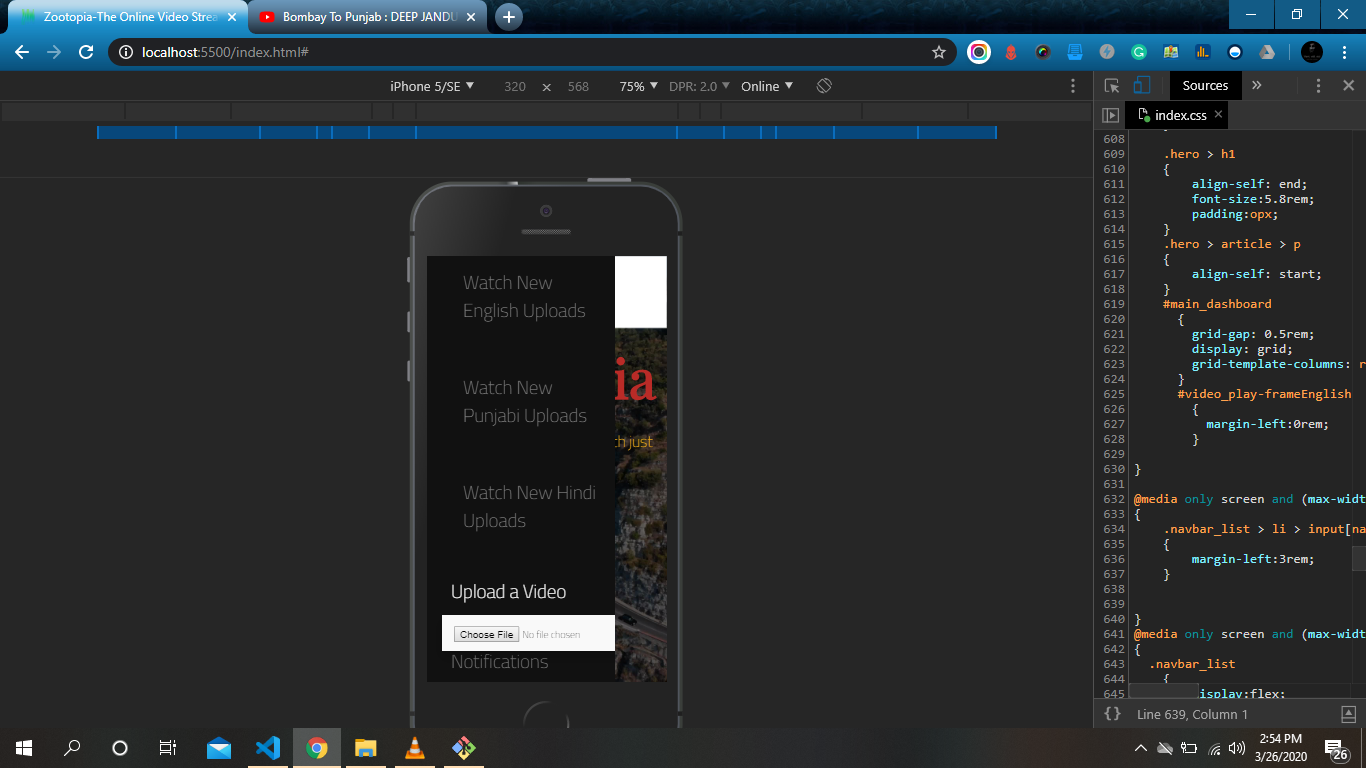 Zootopia-The Online Video Strea
Bombay To Punjab : DEEP JANDU
localhost:5500/index.html#
iPhone 5/SE 320 × 568 75% DPR: 2.0 Online
Sources
index.css
608
609 .hero > h1
610 {
611 align-self: end;
612 font-size:5.8rem;
613 padding:opx;
614 }
615 .hero > article > p
616 {
617 align-self: start;
618 }
619 #main_dashboard
620 {
621 grid-gap: 0.5rem;
622 display: grid;
623 grid-template-columns: r
624 }
625 #video_play-frameEnglish
626 {
627 margin-left:0rem;
628 }
629
630 }
631
632 @media only screen and (max-widt
633 {
634 .navbar_list > li > input[na
635 {
636 margin-left:3rem;
637 }
638
639
640 }
641 @media only screen and (max-widt
642 {
643 .navbar_list
644 {
645 isplay:flex;
{} Line 639, Column 1
Watch New
English Uploads
Watch New
Punjabi Uploads
Watch New Hindi
Uploads
Upload a Video
Choose File No file chosen
Notifications
ia
ch just
2:54 PM
3/26/2020
26